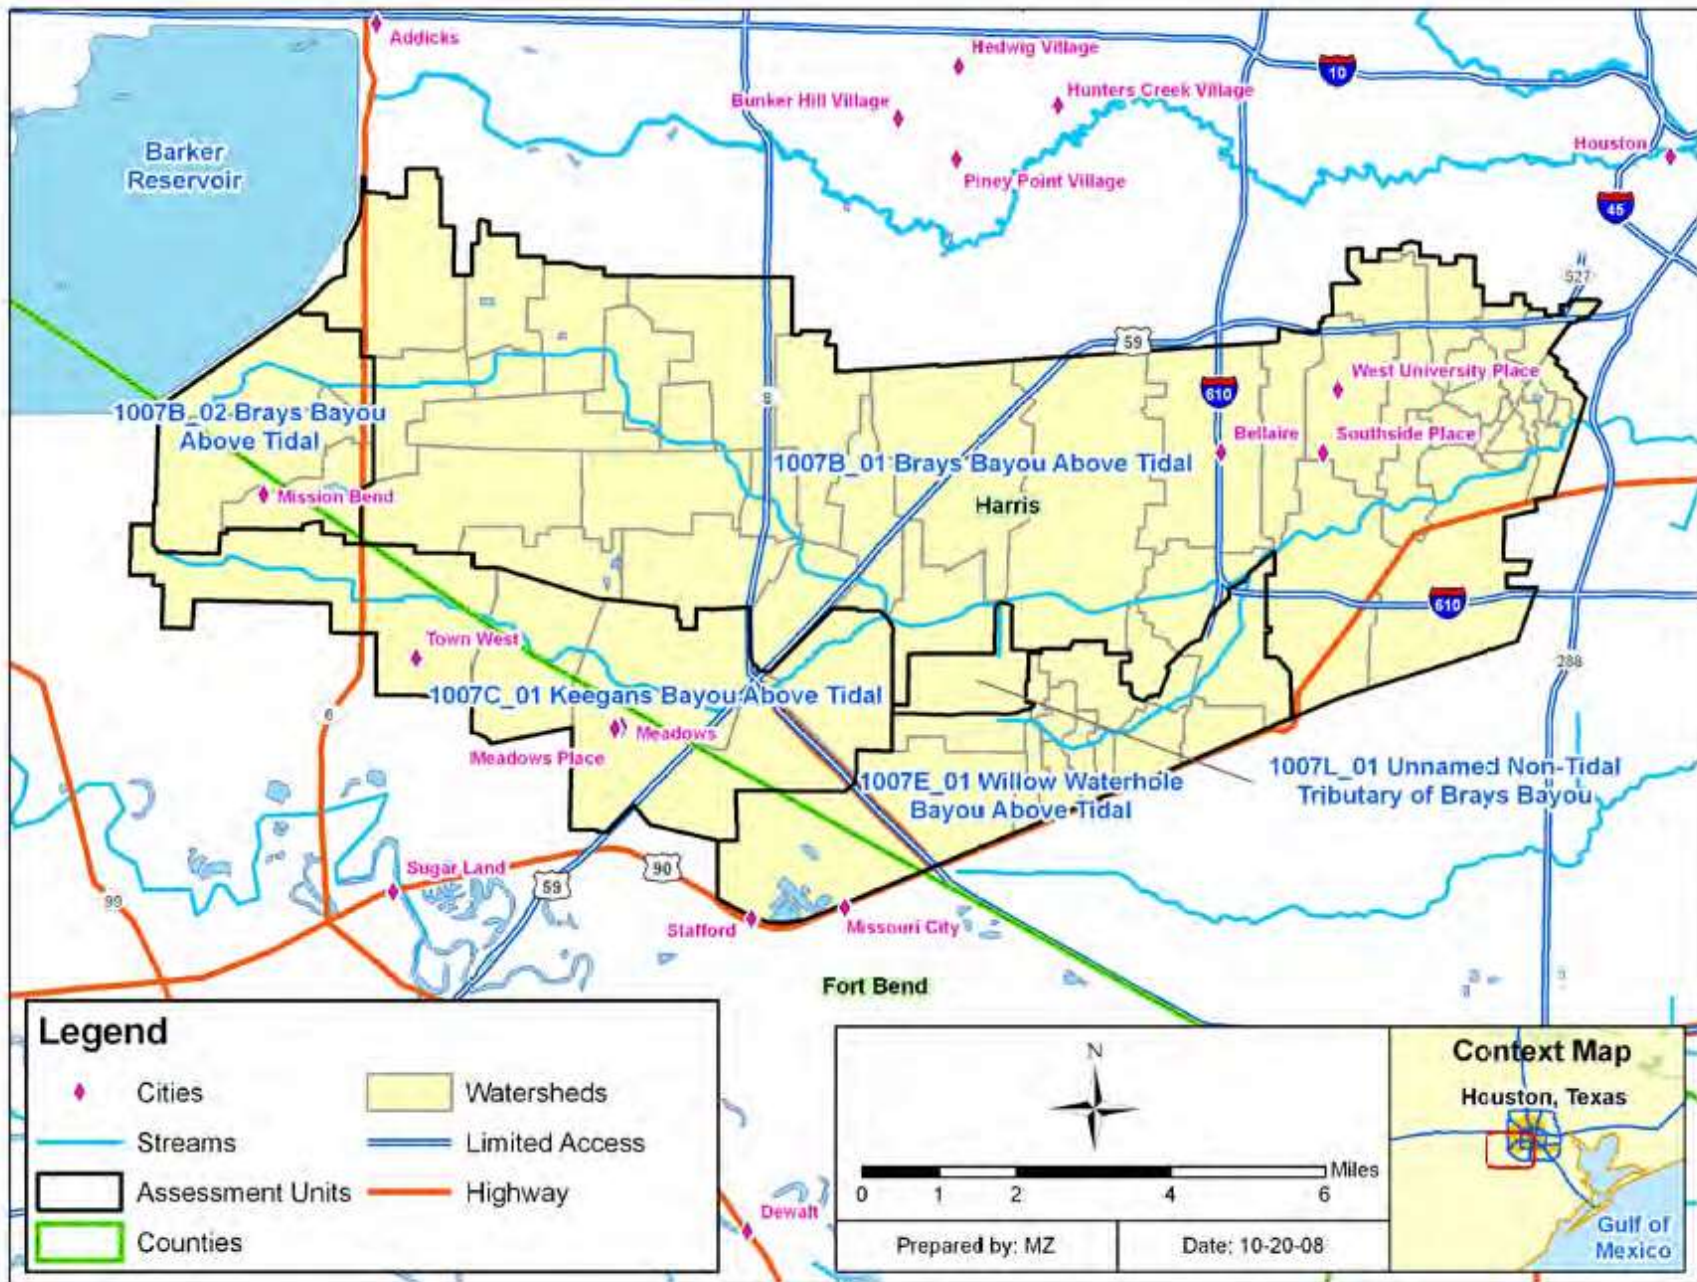 Addicks
Hedwig Village
10
Bunker Hill Village
Hunters Creek Village
Houston
Barker
Reservoir
Piney Point Village
45
527
59
8
610
West University Place
1007B_02 Brays Bayou
Above Tidal
Bellaire
Southside Place
1007B_01 Brays Bayou Above Tidal
Mission Bend
Harris
610
Town West
288
1007C_01 Keegans Bayou Above Tidal
6
Meadows
Meadows Place
1007E_01 Willow Waterhole
Bayou Above Tidal
1007L_01 Unnamed Non-Tidal
Tributary of Brays Bayou
Sugar Land
90
59
99
Stafford
Missouri City
Fort Bend
Legend
Cities
Watersheds
Streams
Limited Access
Assessment Units
Highway
Counties
Dewalt
N
Miles
0 1 2 4 6
Prepared by: MZ
Date: 10-20-08
Context Map
Houston, Texas
Gulf of
Mexico